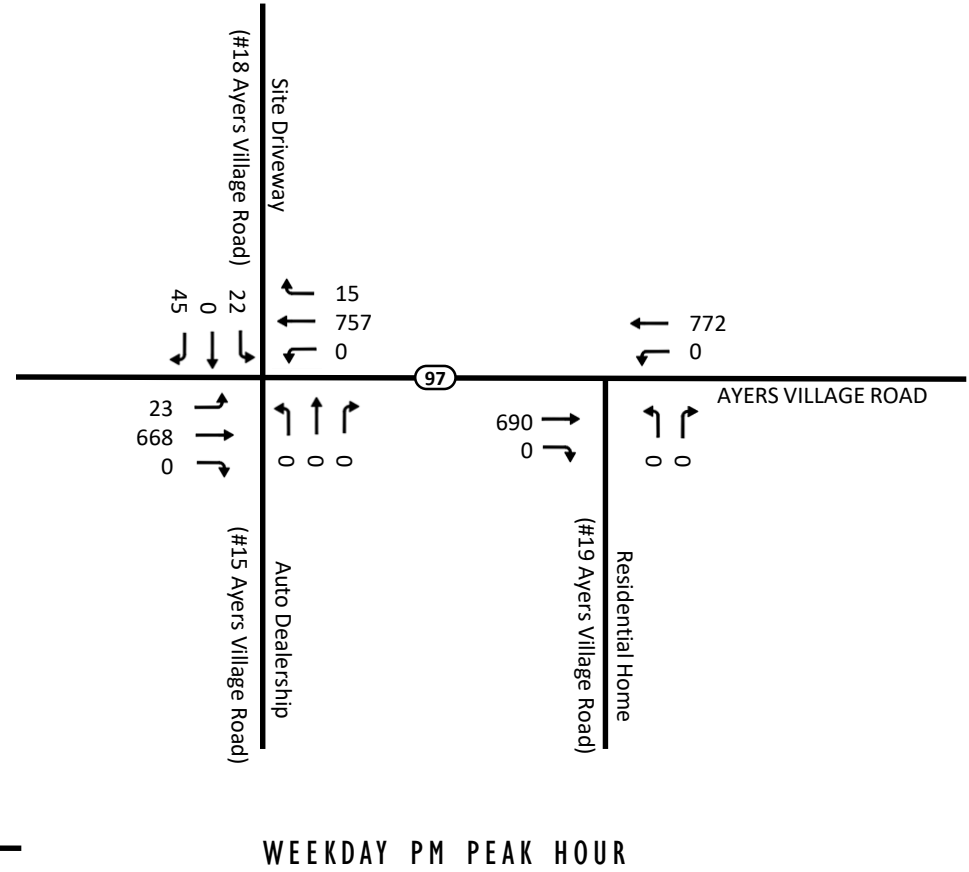 (#18 Ayers Village Road)
Site Driveway
45
0
22
15
757
0
772
0
97
AYERS VILLAGE ROAD
23
668
0
0
0
0
690
0
0
0
(#15 Ayers Village Road)
Auto Dealership
(#19 Ayers Village Road)
Residential Home
WEEKDAY PM PEAK HOUR